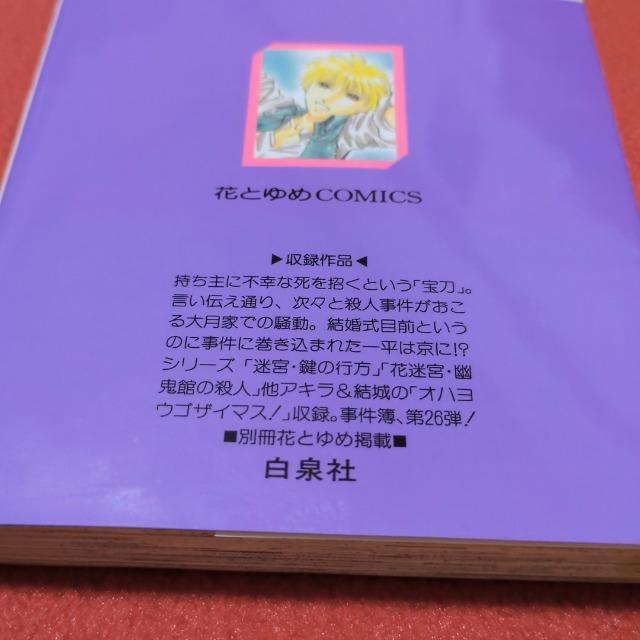 花とゆめCOMICS
▶収録作品◀
持ち主に不幸な死を招くという「宝刀」。
言い伝え通り、次々と殺人事件がおこ
る大月家での騒動。結婚式目前という
のに事件に巻き込まれた一平は京に!?
シリーズ「迷宮・鍵の行方」「花迷宮・幽
鬼館の殺人」他アキラ&結城の「オハヨ
ウゴザイマス!」収録。事件簿、第26弾!
■別冊花とゆめ掲載■
白泉社